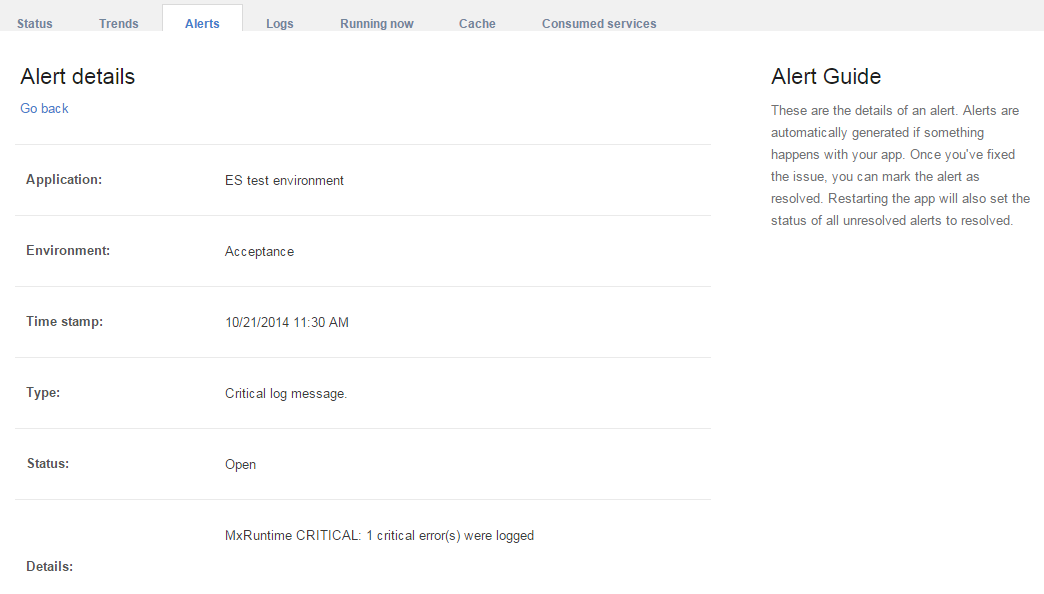 Status Trends Alerts Logs Running now Cache Consumed services
Alert details
Go back
Application: ES test environment
Environment: Acceptance
Time stamp: 10/21/2014 11:30 AM
Type: Critical log message.
Status: Open
MxRuntime CRITICAL: 1 critical error(s) were logged
Details:
Alert Guide
These are the details of an alert. Alerts are
automatically generated if something
happens with your app. Once you've fixed
the issue, you can mark the alert as
resolved. Restarting the app will also set the
status of all unresolved alerts to resolved.